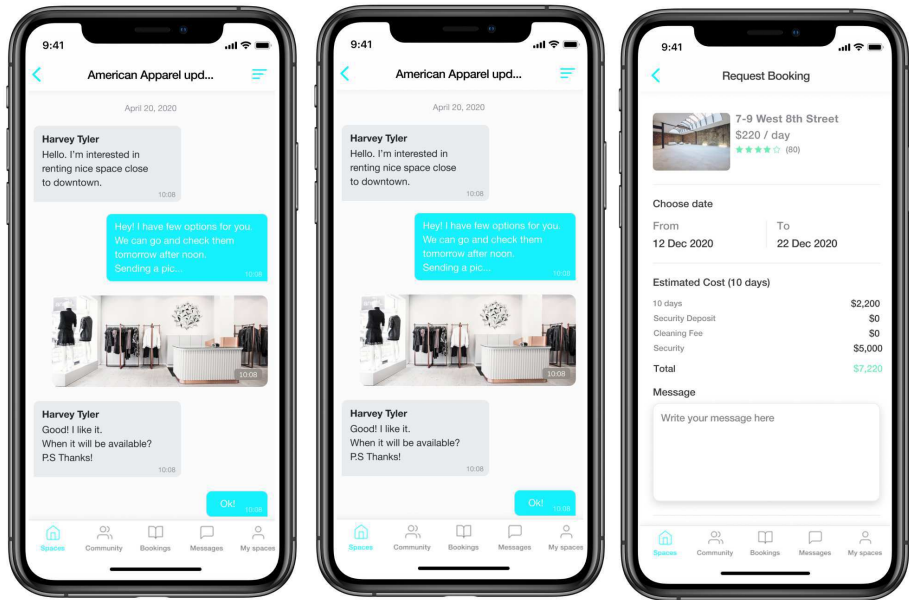 9:41
American Apparel upd...
April 20, 2020
Harvey Tyler
Hello. I'm interested in
renting nice space close
to downtown.
10:08
Hey! I have few options for you.
We can go and check them
tomorrow after noon.
Sending a pic...
10:08
10:08
Harvey Tyler
Good! I like it.
When it will be available?
P.S Thanks!
10:08
Ok!
10:08
Spaces Community Bookings Messages My spaces
9:41
American Apparel upd...
April 20, 2020
Harvey Tyler
Hello. I'm interested in
renting nice space close
to downtown.
10:08
Hey! I have few options for you.
We can go and check them
tomorrow after noon.
Sending a pic...
10:08
10:08
Harvey Tyler
Good! I like it.
When it will be available?
P.S Thanks!
10:08
Ok!
10:08
Spaces Community Bookings Messages My spaces
9:41
Request Booking
7-9 West 8th Street
$220 / day
(80)
Choose date
From To
12 Dec 2020 22 Dec 2020
Estimated Cost (10 days)
10 days $2,200
Security Deposit $0
Cleaning Fee $0
Security $5,000
Total $7,220
Message
Write your message here
Spaces Community Bookings Messages My spaces